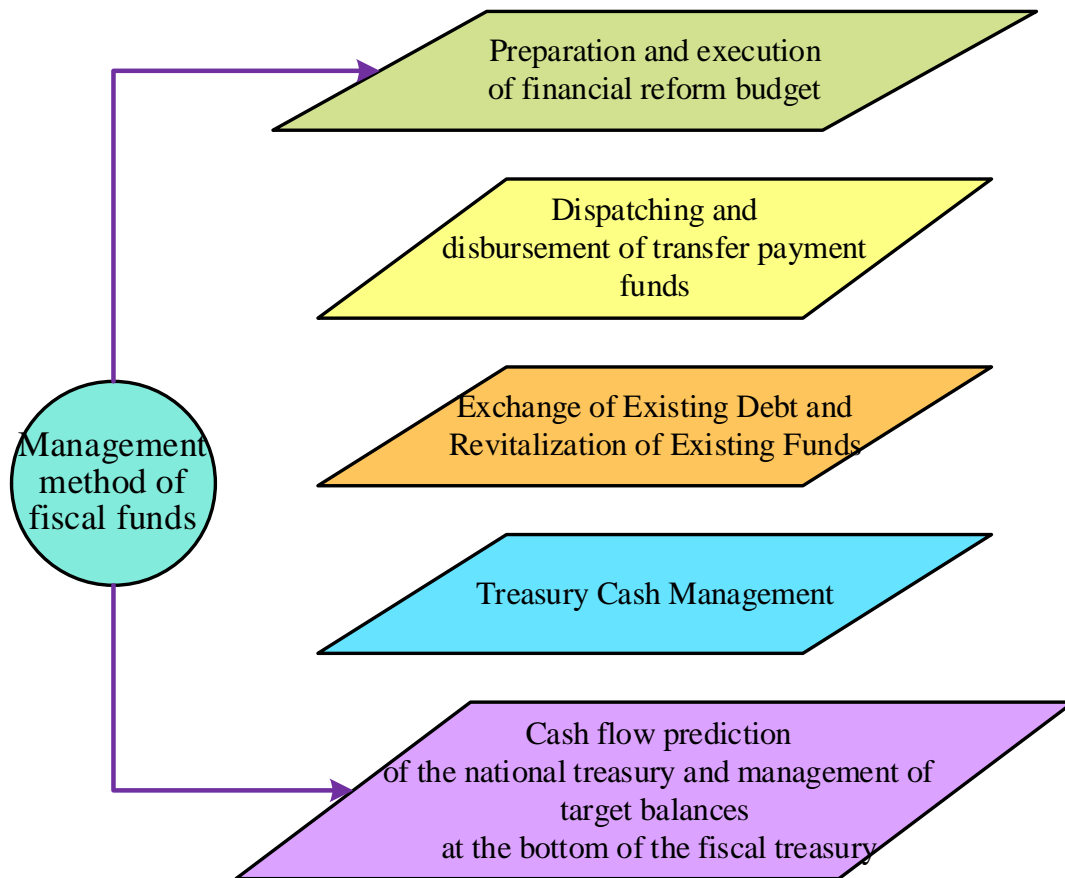 Preparation and execution
of financial reform budget
Dispatching and
disbursement of transfer payment
funds
Exchange of Existing Debt and
Revitalization of Existing Funds
Management
method of
fiscal funds
Treasury Cash Management
Cash flow prediction
of the national treasury and management of
target balances
at the bottom of the fiscal treasury